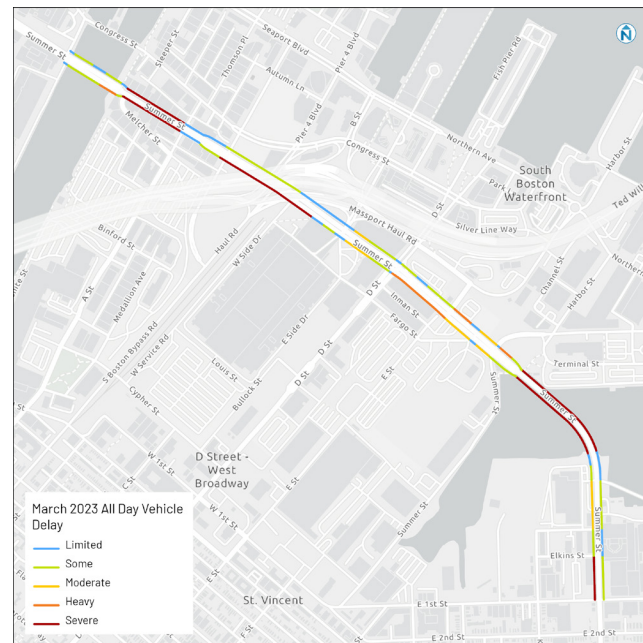 Summer St
Congress St
Sleeper St
Thomson Pl
Seaport Blvd
Pier 4 Blvd
Fish Pier Rd
N
Autumn Ln
Summer St
Melcher St
Pier 4 Blvd
B St
Northern Ave
Harbor St
Congress St
South
Boston
Waterfront
Park
D St
Ted Will
Binford St
Haul Rd
W Side Dr
Massport Haul Rd
Silver Line Way
Summer St
A St
Medallion Ave
Channel St
Harbor St
Northern
D St
Inman St
Fargo St
E Side Dr
S Boston Bypass Rd
W Service Rd
D St
Terminal St
Louis St
Bullock St
D St
E St
Summer St
Summer St
Cypher St
W 1st St
D Street -
West
Broadway
E St
C St
W 1st St
Summer St
Summer St
Elkins St
March 2023 All Day Vehicle
Delay
Limited
Some
Moderate
Heavy
Severe
F St
St. Vincent
E 1st St
E 2nd St
E 2nd St